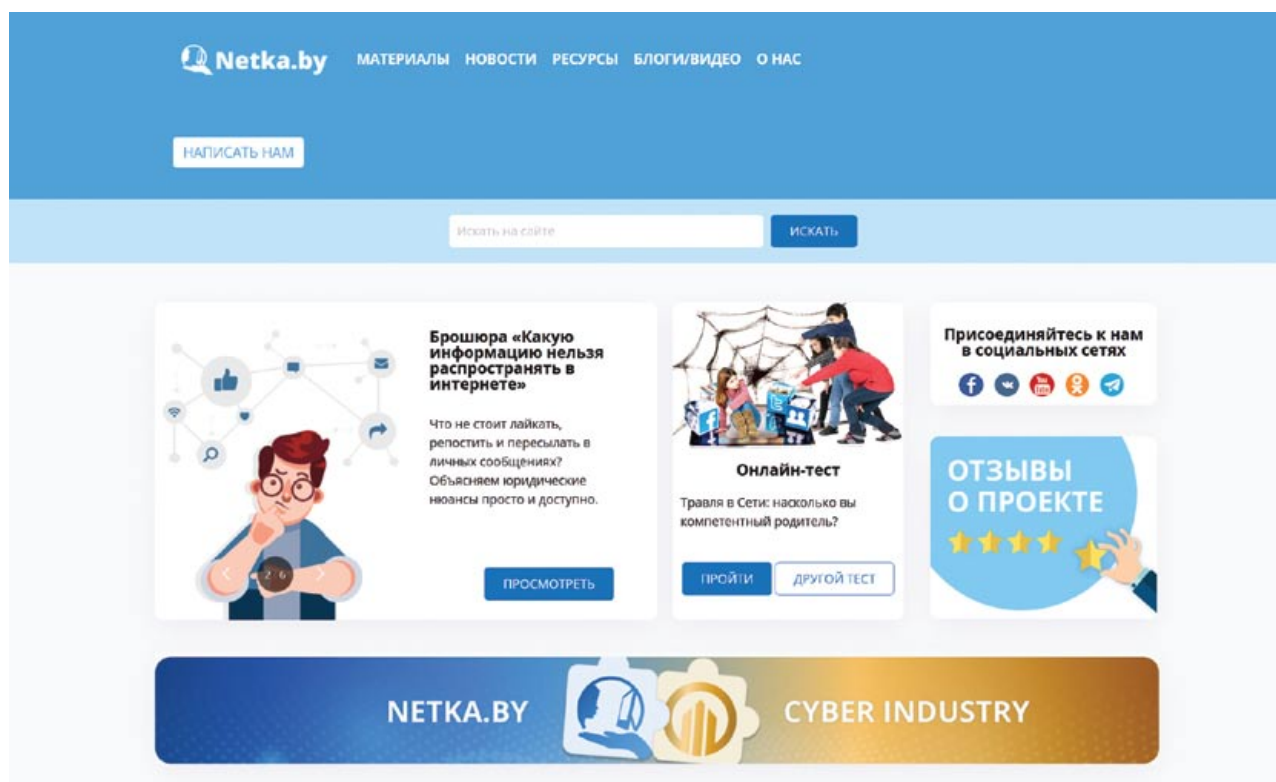 Netka.by
МАТЕРИАЛЫ НОВОСТИ РЕСУРСЫ БЛОГИ/ВИДЕО О НАС
НАПИСАТЬ НАМ
Искать на сайте
ИСКАТЬ
Брошюра «Какую
информацию нельзя
распространять в
интернете»
Что не стоит лайкать,
репостить и пересылать в
личных сообщениях?
Объясняем юридические
нюансы просто и доступно.
ПРОСМОТРЕТЬ
Онлайн-тест
Травля в Сети: насколько вы
компетентный родитель?
ПРОЙТИ
ДРУГОЙ ТЕСТ
Присоединяйтесь к нам
в социальных сетях
ОТЗЫВЫ
О ПРОЕКТЕ
NETKA.BY
CYBER INDUSTRY